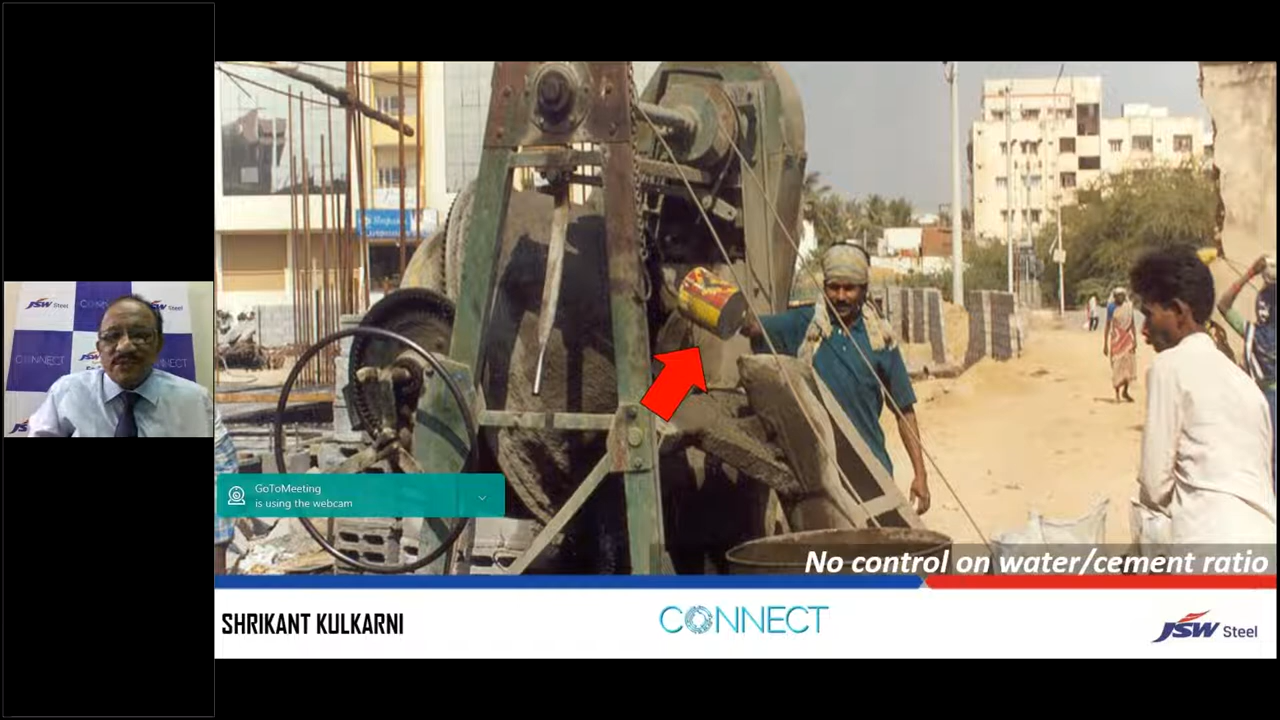 JSW Steel
CONNECT
GoToMeeting
is using the webcam
No control on water/cement ratio
SHRIKANT KULKARNI
CONNECT
JSW Steel